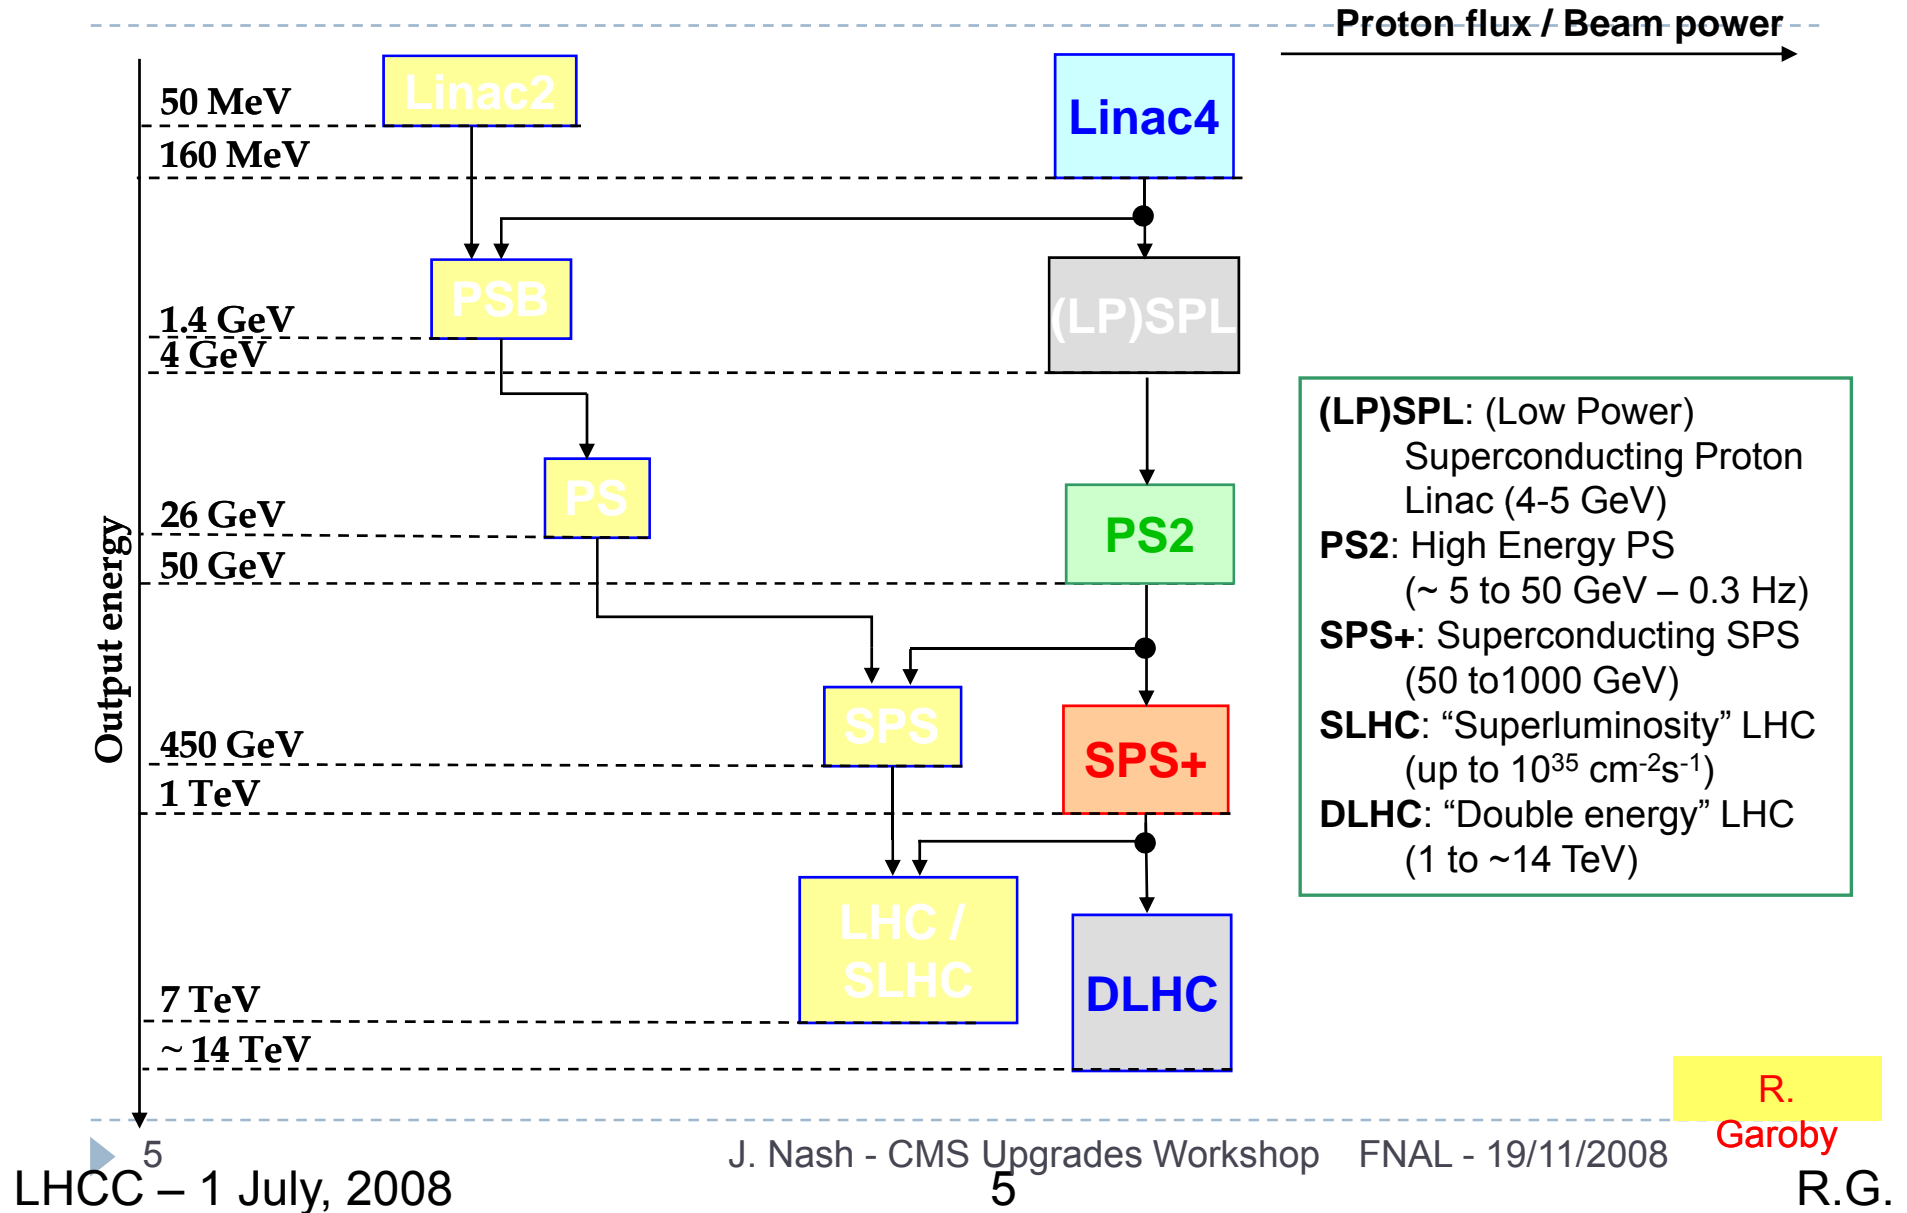 Proton flux / Beam power
Linac2
Linac4
50 MeV
160 MeV
PSB
(LP)SPL
1.4 GeV
4 GeV
PS
PS2
26 GeV
50 GeV
Output energy
SPS
SPS+
450 GeV
1 TeV
LHC /
SLHC
DLHC
7 TeV
~ 14 TeV
(LP)SPL: (Low Power)
Superconducting Proton
Linac (4-5 GeV)
PS2: High Energy PS
(~ 5 to 50 GeV – 0.3 Hz)
SPS+: Superconducting SPS
(50 to1000 GeV)
SLHC: “Superluminosity” LHC
(up to 10³⁵ cm⁻²s⁻¹)
DLHC: “Double energy” LHC
(1 to ~14 TeV)
R.
Garoby
5 J. Nash - CMS Upgrades Workshop FNAL - 19/11/2008
LHCC – 1 July, 2008 5 R.G.